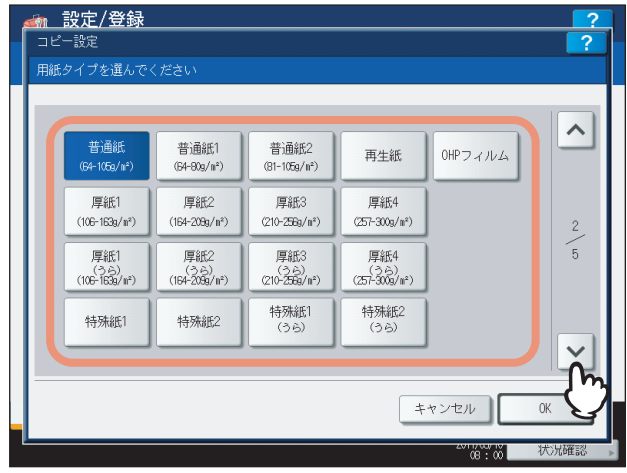 設定/登録
?
コピー設定
?
用紙タイプを選んでください
普通紙
(64-105g/m²)
普通紙1
(64-80g/m²)
普通紙2
(81-105g/m²)
再生紙
OHPフィルム
厚紙1
(106-163g/m²)
厚紙2
(164-209g/m²)
厚紙3
(210-256g/m²)
厚紙4
(257-300g/m²)
2
5
厚紙1
(うら)
(106-163g/m²)
厚紙2
(うら)
(164-209g/m²)
厚紙3
(うら)
(210-256g/m²)
厚紙4
(うら)
(257-300g/m²)
特殊紙1
特殊紙2
特殊紙1
(うら)
特殊紙2
(うら)
キャンセル
OK
08:00
状況確認